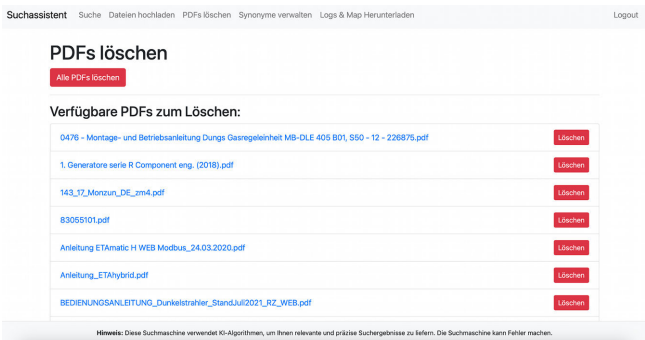 Suchassistent Suche Dateien hochladen PDFs löschen Synonyme verwalten Logs & Map Herunterladen Logout
PDFs löschen
Alle PDFs löschen
Verfügbare PDFs zum Löschen:
0476 - Montage- und Betriebsanleitung Dungs Gasregeleinheit MB-DLE 405 B01, S50 - 12 - 226875.pdf Löschen
1. Generatore serie R Component eng. (2018).pdf Löschen
143_17_Monzun_DE_zm4.pdf Löschen
83055101.pdf Löschen
Anleitung ETAmatic H WEB Modbus_24.03.2020.pdf Löschen
Anleitung_ETAhybrid.pdf Löschen
BEDIENUNGSANLEITUNG_Dunkelstrahler_StandJuli2021_RZ_WEB.pdf Löschen
Hinweis: Diese Suchmaschine verwendet KI-Algorithmen, um Ihnen relevante und präzise Suchergebnisse zu liefern. Die Suchmaschine kann Fehler machen.